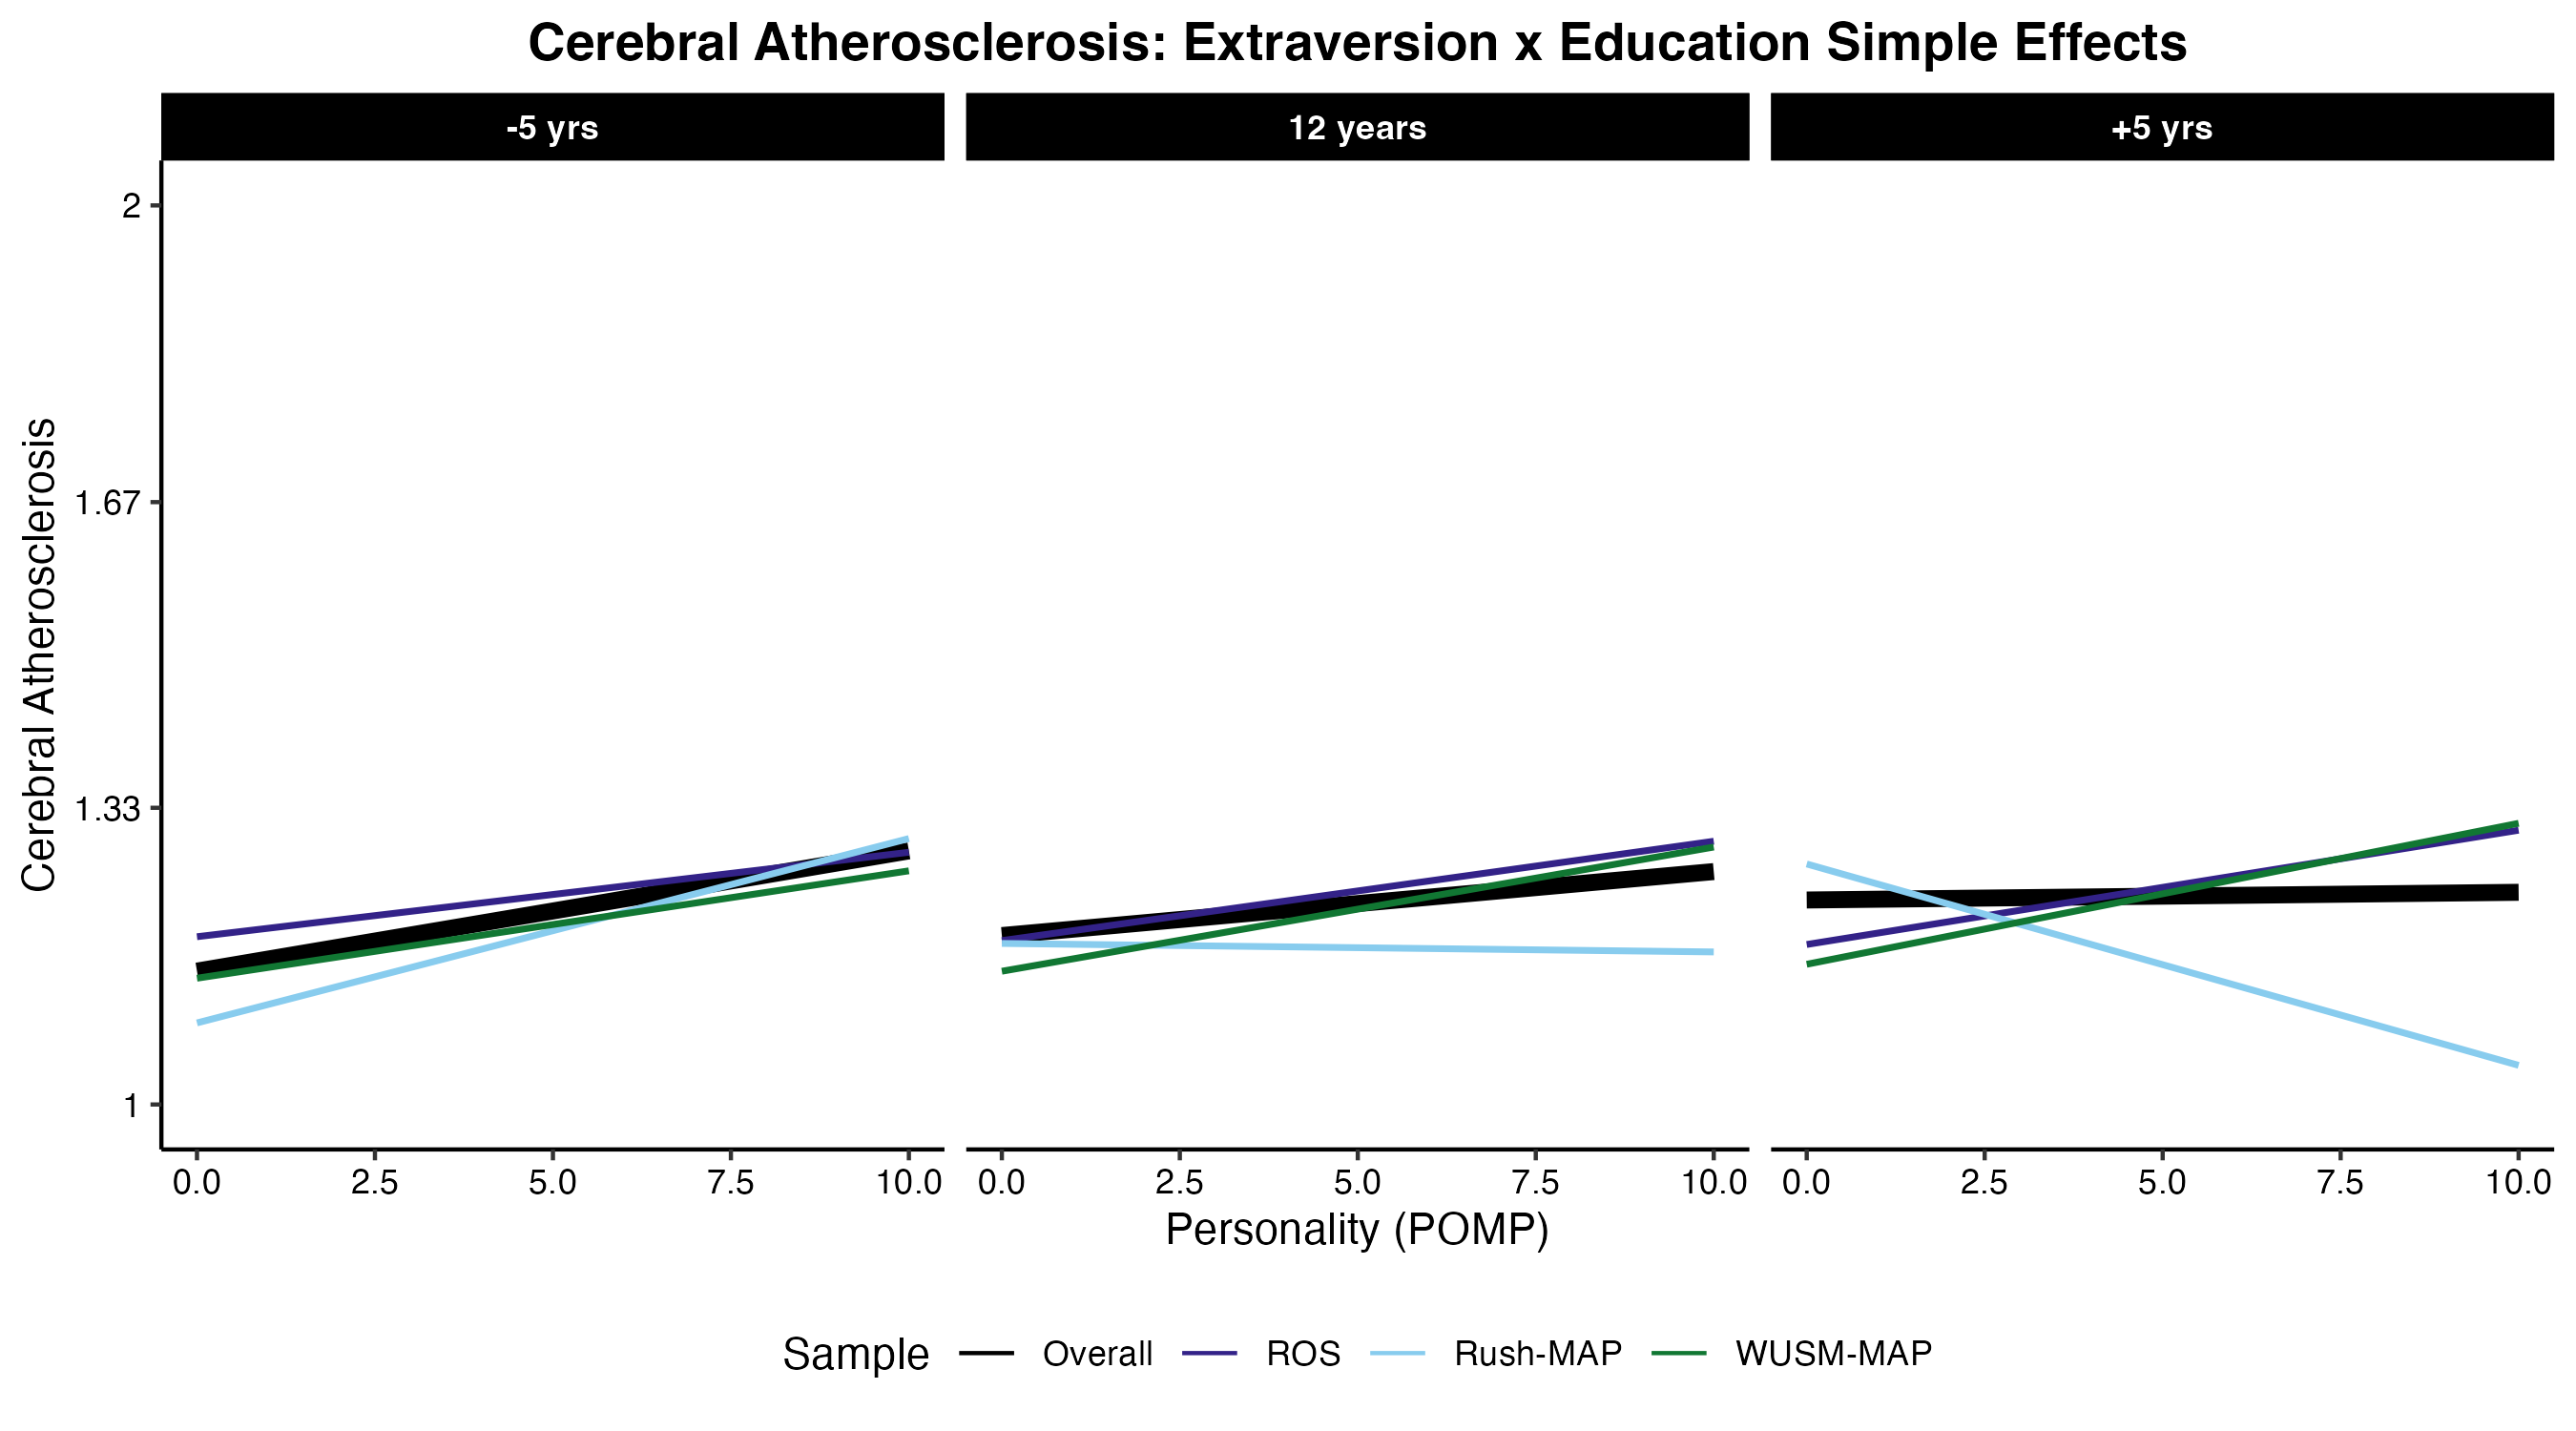 Cerebral Atherosclerosis: Extraversion x Education Simple Effects
-5 yrs
12 years
+5 yrs
Cerebral Atherosclerosis
2
1.67
1.33
1
0.0 2.5 5.0 7.5 10.0
0.0 2.5 5.0 7.5 10.0
0.0 2.5 5.0 7.5 10.0
Personality (POMP)
Sample Overall ROS Rush-MAP WUSM-MAP